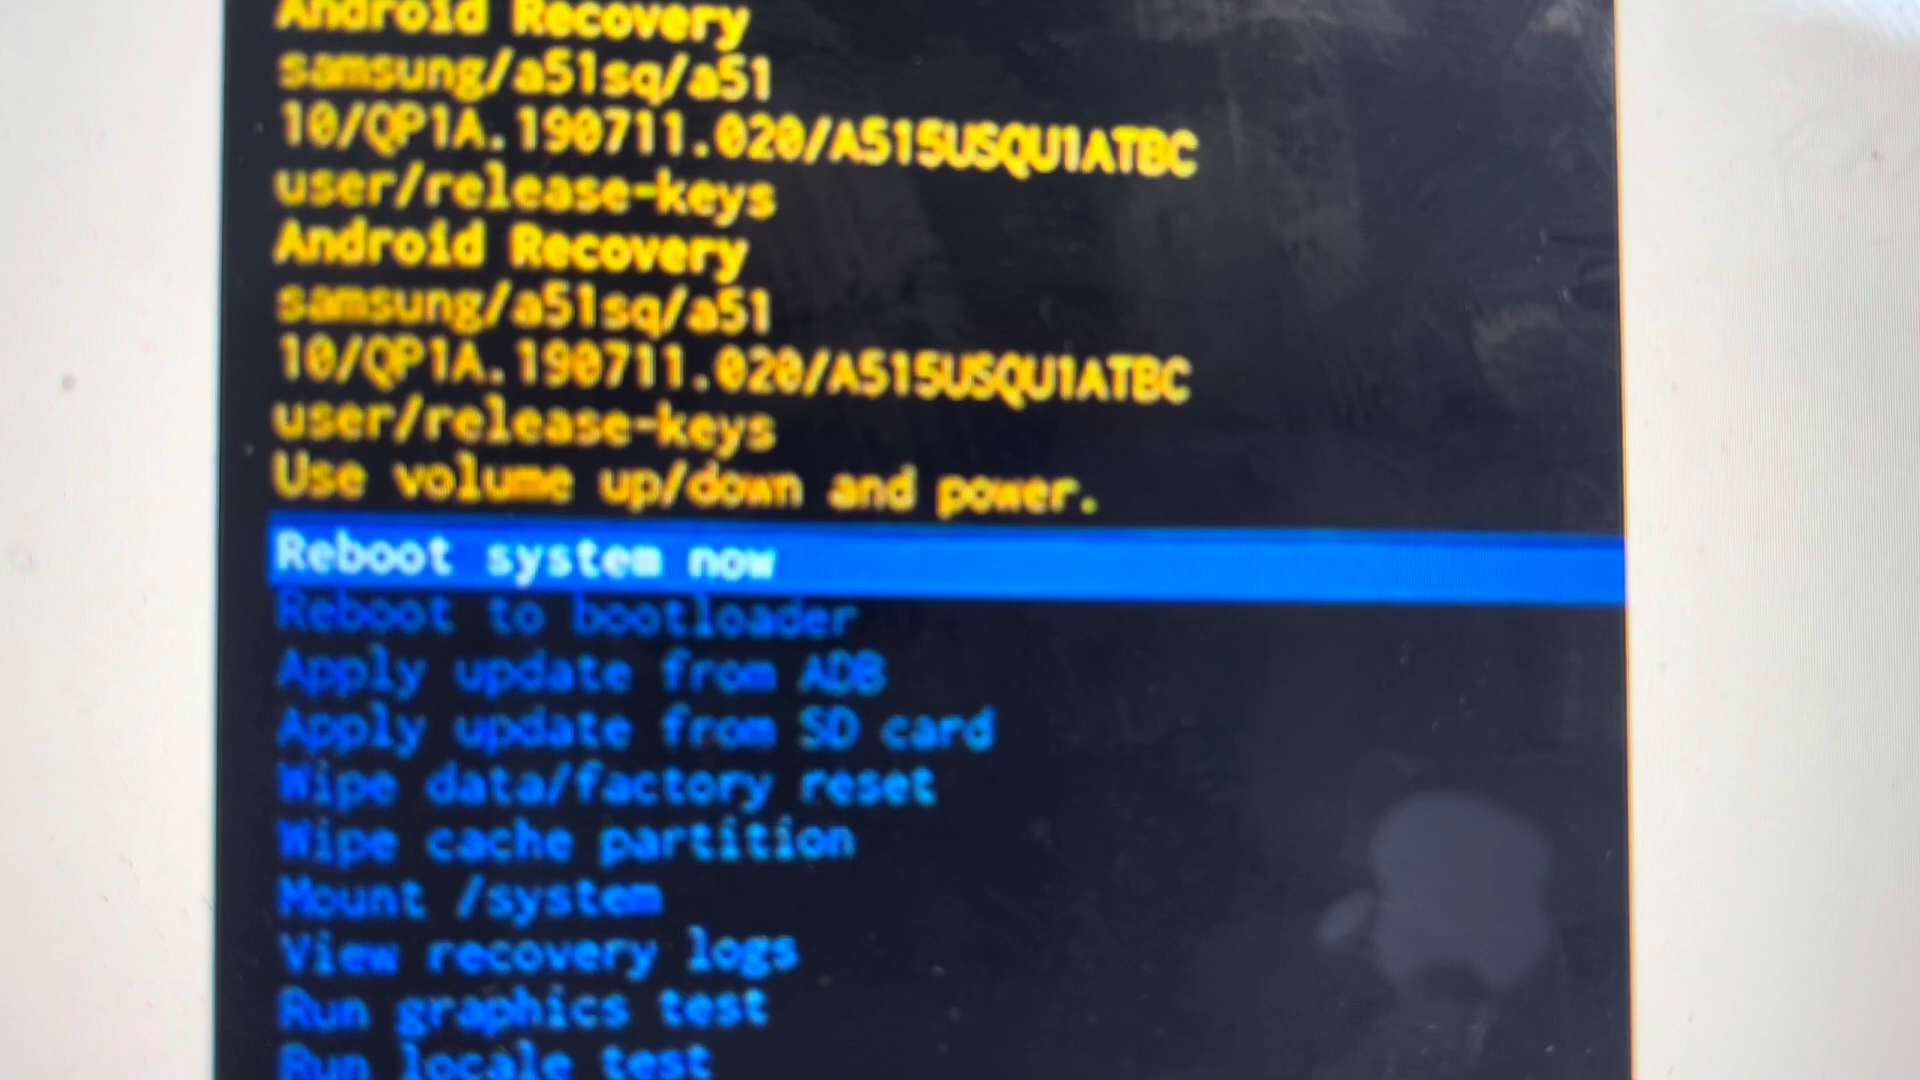 Android Recovery
samsung/a51sq/a51
10/QP1A.190711.020/A515USQU1ATBC
user/release-keys
Android Recovery
samsung/a51sq/a51
10/QP1A.190711.020/A515USQU1ATBC
user/release-keys
Use volume up/down and power.
Reboot system now
Reboot to bootloader
Apply update from ADB
Apply update from SD card
Wipe data/factory reset
Wipe cache partition
Mount /system
View recovery logs
Run graphics test
Run locale test